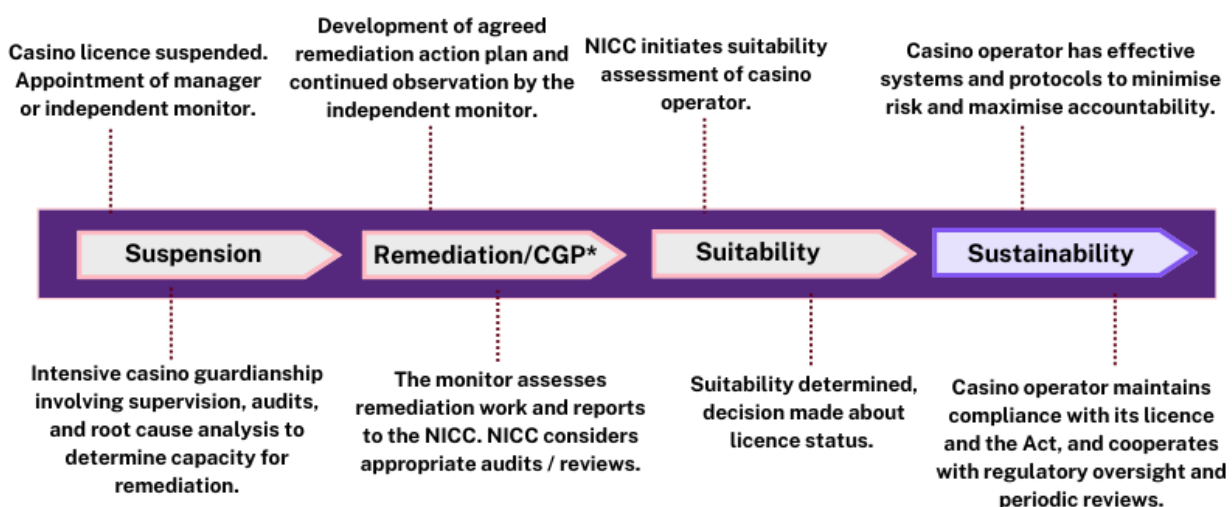 Casino licence suspended.
Appointment of manager
or independent monitor.
Development of agreed
remediation action plan and
continued observation by the
independent monitor.
NICC initiates suitability
assessment of casino
operator.
Casino operator has effective
systems and protocols to minimise
risk and maximise accountability.
Suspension
Remediation/CGP*
Suitability
Sustainability
Intensive casino guardianship
involving supervision, audits,
and root cause analysis to
determine capacity for
remediation.
The monitor assesses
remediation work and reports
to the NICC. NICC considers
appropriate audits / reviews.
Suitability determined,
decision made about
licence status.
Casino operator maintains
compliance with its licence
and the Act, and cooperates
with regulatory oversight and
periodic reviews.